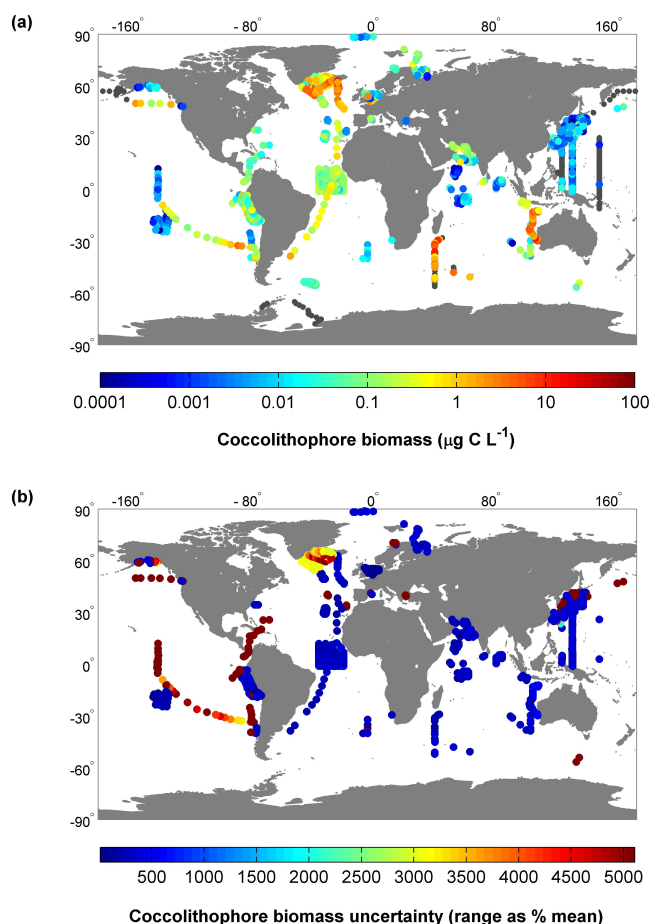 (a)
-160° -80° 0 80° 160°
90°
60°
30°
0°
-30°
-60°
-90°
0.0001 0.001 0.01 0.1 1 10 100
Coccolithophore biomass (µg C L⁻¹)
(b)
-160° -80° 0 80° 160°
90°
60°
30°
0°
-30°
-60°
-90°
500 1000 1500 2000 2500 3000 3500 4000 4500 5000
Coccolithophore biomass uncertainty (range as % mean)